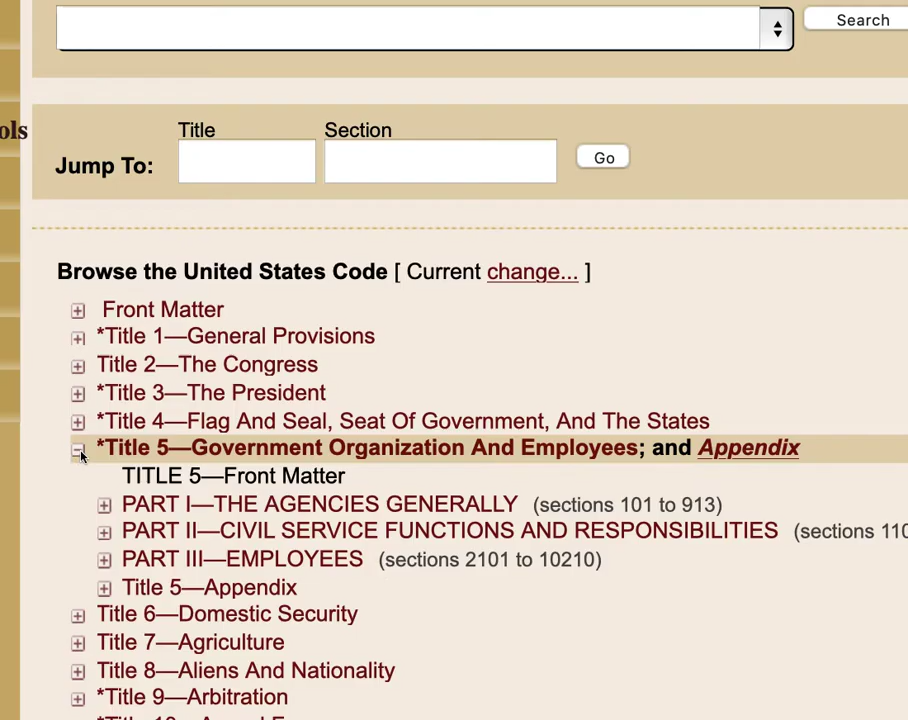 Search
ols
Title Section
Jump To: Go
Browse the United States Code [ Current change... ]
Front Matter
*Title 1—General Provisions
Title 2—The Congress
*Title 3—The President
*Title 4—Flag And Seal, Seat Of Government, And The States
*Title 5—Government Organization And Employees; and Appendix
TITLE 5—Front Matter
PART I—THE AGENCIES GENERALLY (sections 101 to 913)
PART II—CIVIL SERVICE FUNCTIONS AND RESPONSIBILITIES (sections 110
PART III—EMPLOYEES (sections 2101 to 10210)
Title 5—Appendix
Title 6—Domestic Security
Title 7—Agriculture
Title 8—Aliens And Nationality
*Title 9—Arbitration